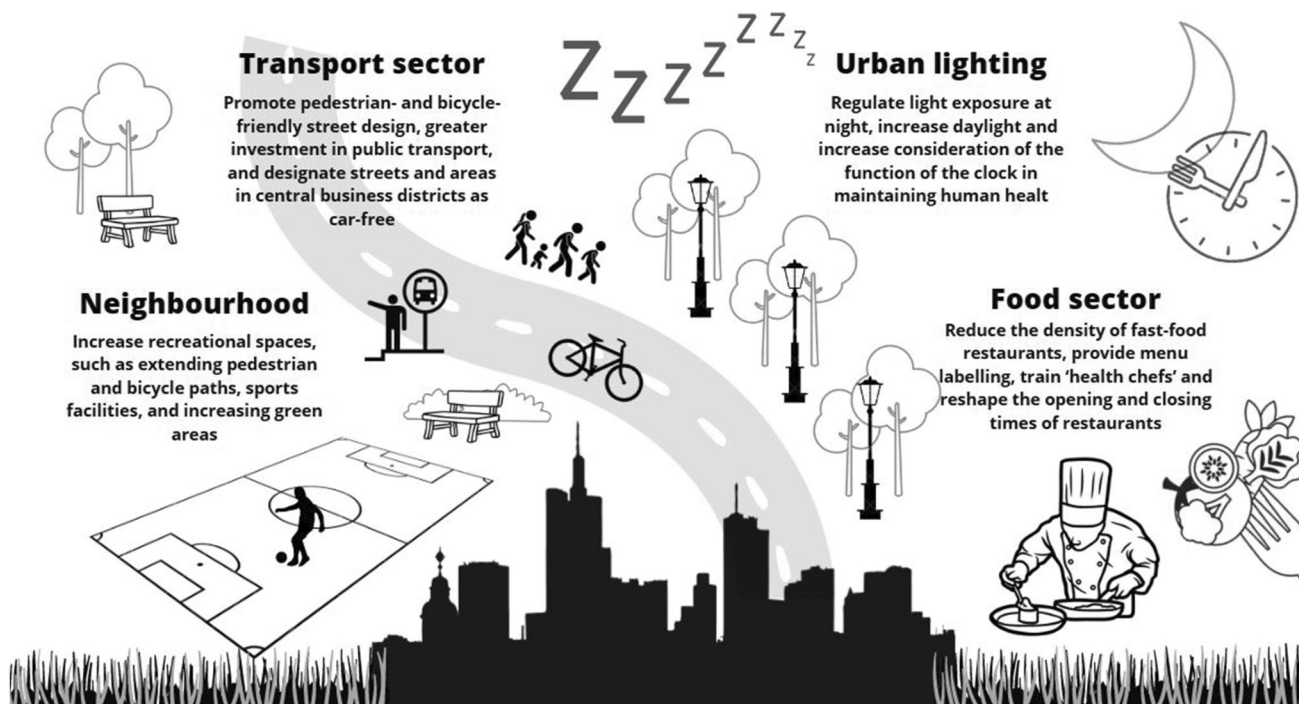 Transport sector
Promote pedestrian- and bicycle-
friendly street design, greater
investment in public transport,
and designate streets and areas
in central business districts as
car-free
Z Z Z Z Z Z Z Z
Urban lighting
Regulate light exposure at
night, increase daylight and
increase consideration of the
function of the clock in
maintaining human healt
Neighbourhood
Increase recreational spaces,
such as extending pedestrian
and bicycle paths, sports
facilities, and increasing green
areas
Food sector
Reduce the density of fast-food
restaurants, provide menu
labelling, train ‘health chefs’ and
reshape the opening and closing
times of restaurants